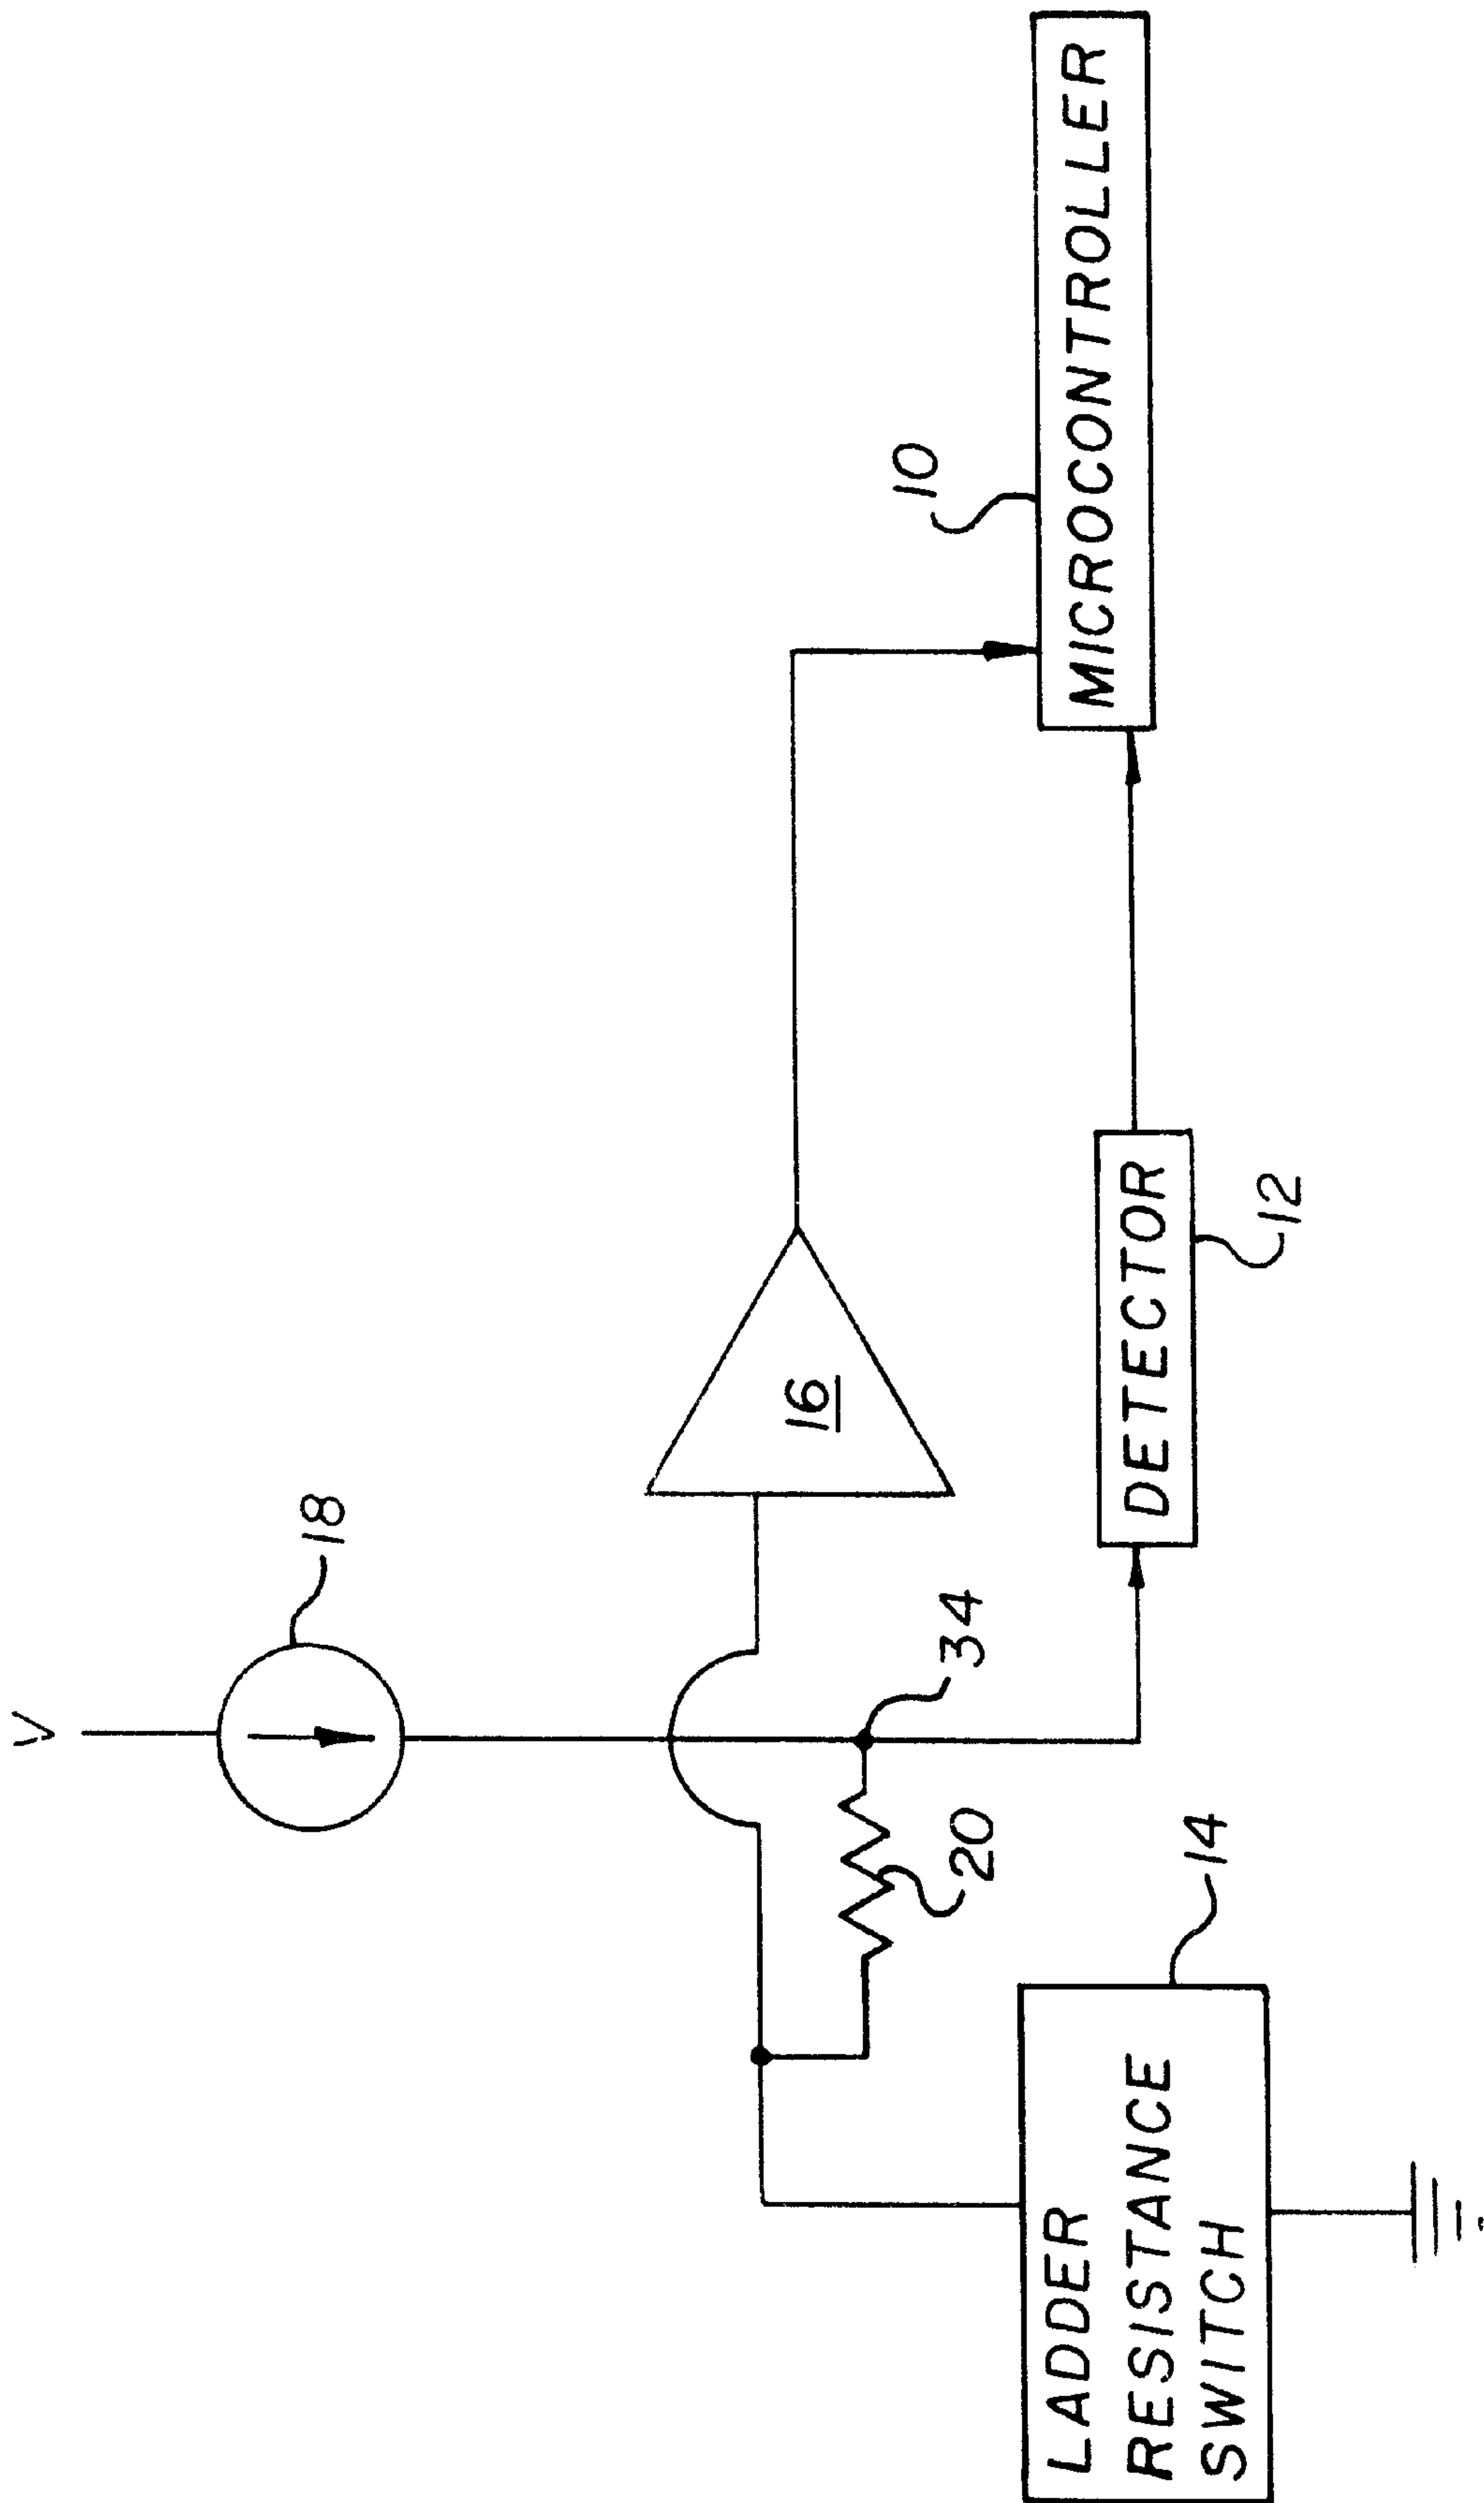 V
18
16
10
MICROCONTROLLER
34
20
DETECTOR
12
14
LADDER
RESISTANCE
SWITCH